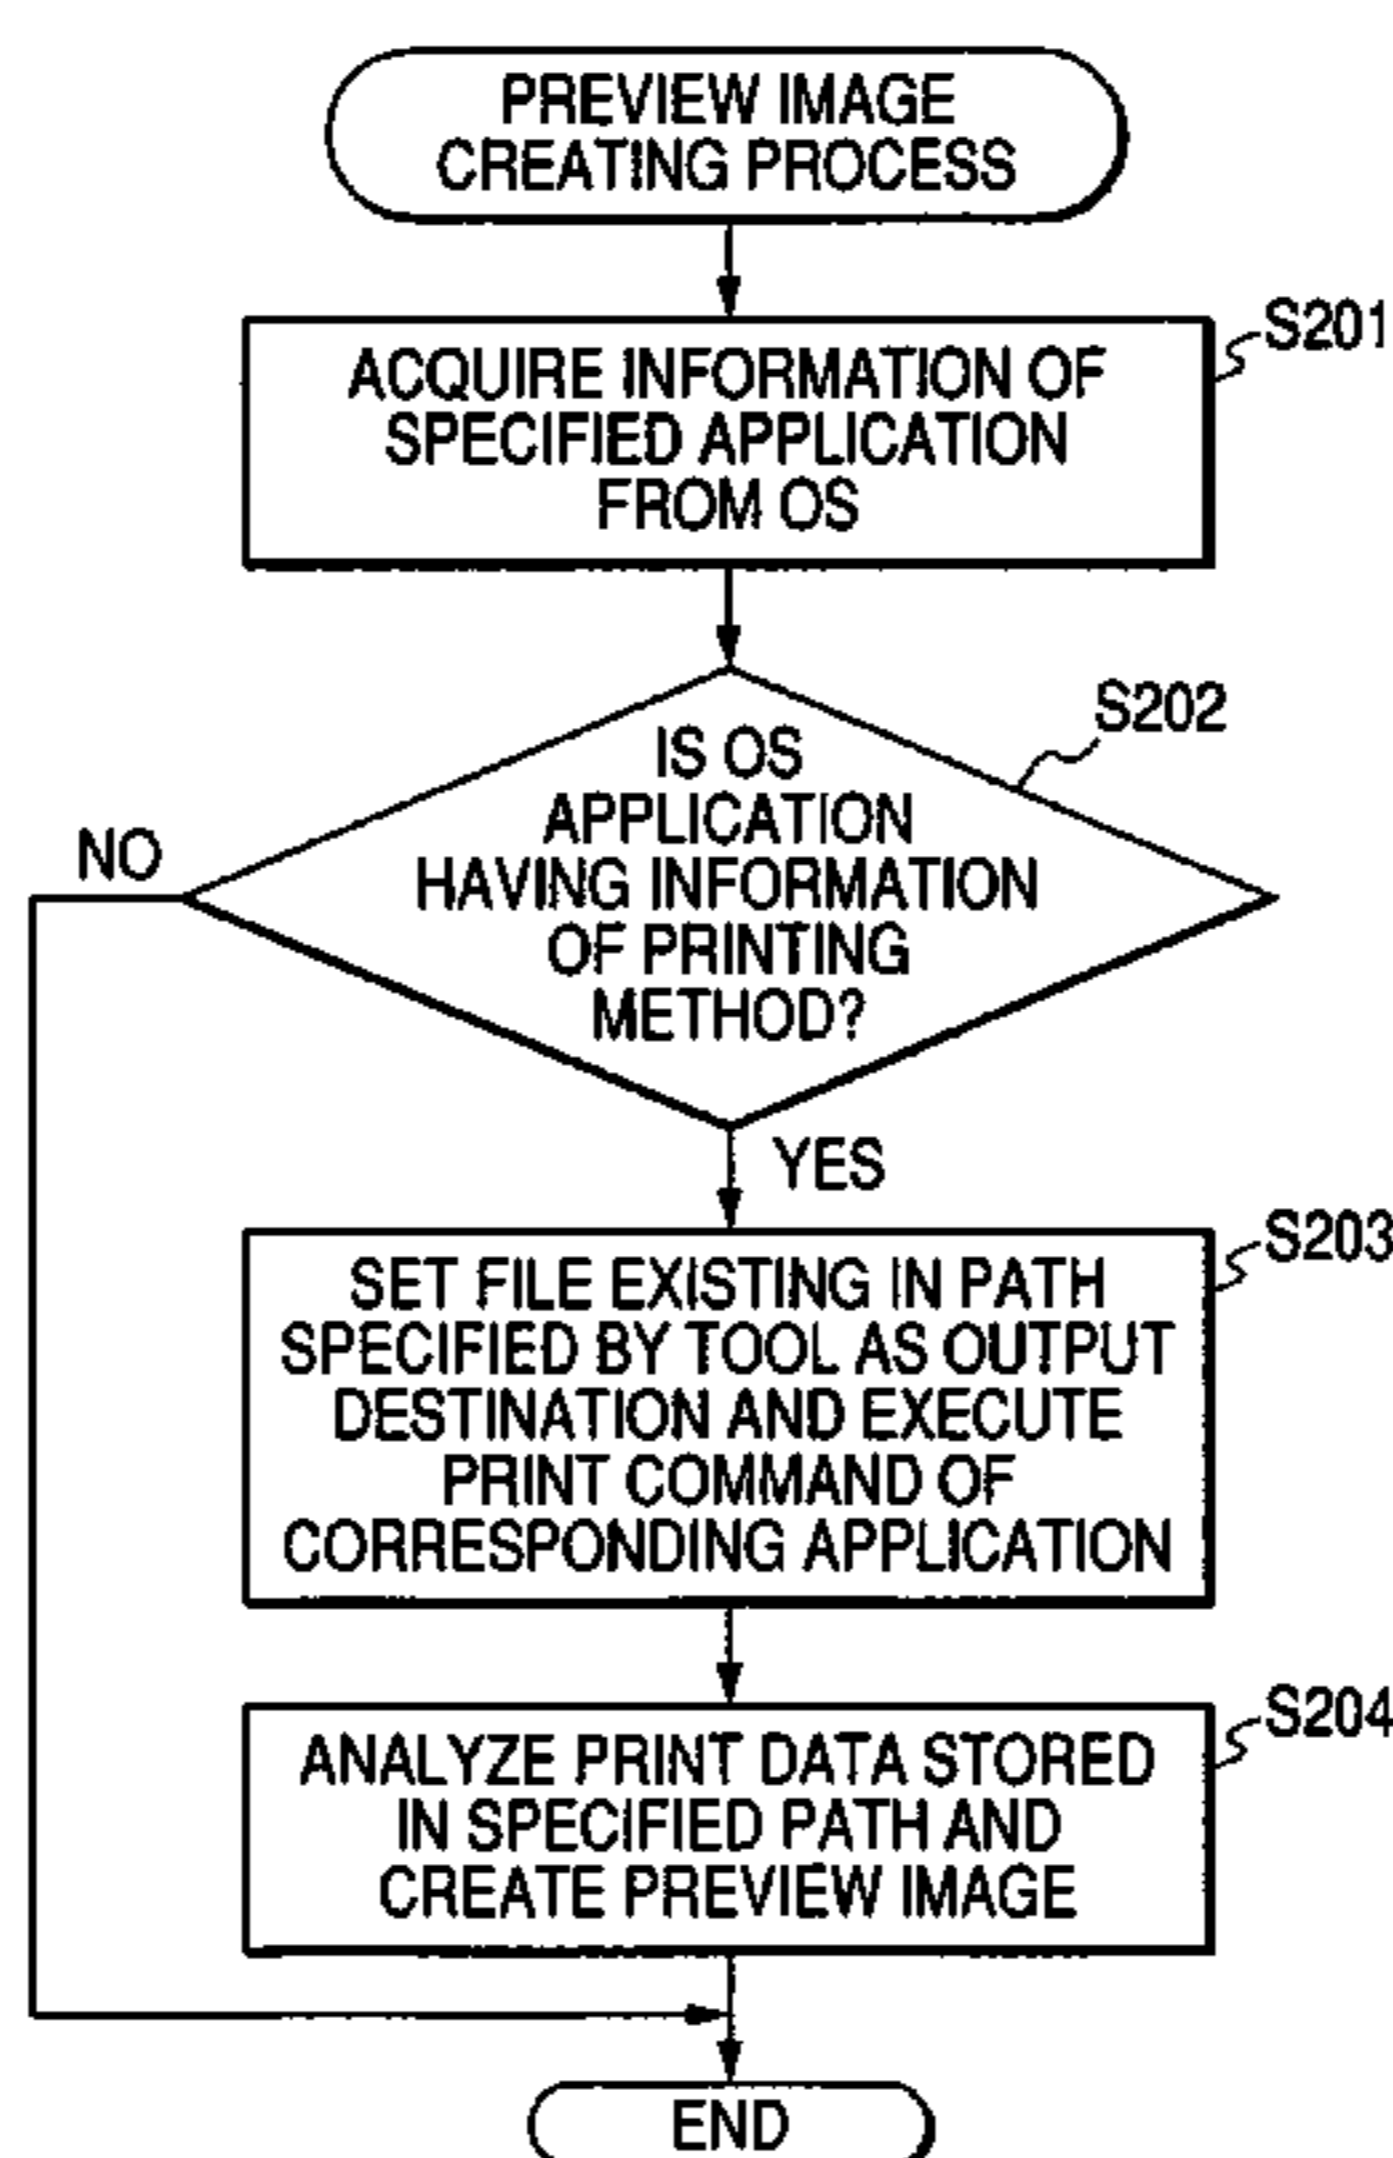 PREVIEW IMAGE
CREATING PROCESS
S201
ACQUIRE INFORMATION OF
SPECIFIED APPLICATION
FROM OS
S202
IS OS
APPLICATION
HAVING INFORMATION
OF PRINTING
METHOD?
NO
YES
S203
SET FILE EXISTING IN PATH
SPECIFIED BY TOOL AS OUTPUT
DESTINATION AND EXECUTE
PRINT COMMAND OF
CORRESPONDING APPLICATION
S204
ANALYZE PRINT DATA STORED
IN SPECIFIED PATH AND
CREATE PREVIEW IMAGE
END